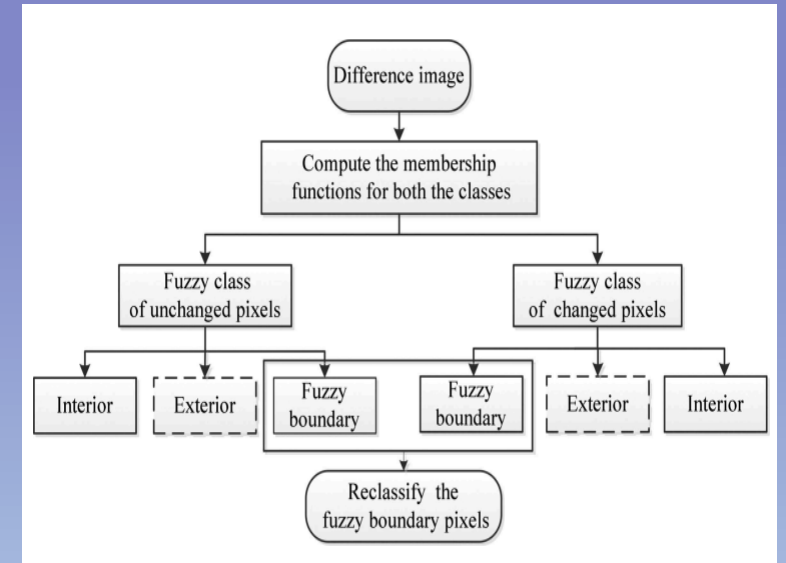 Difference image
Compute the membership
functions for both the classes
Fuzzy class
of unchanged pixels
Fuzzy class
of changed pixels
Interior
Exterior
Fuzzy
boundary
Fuzzy
boundary
Exterior
Interior
Reclassify the
fuzzy boundary pixels